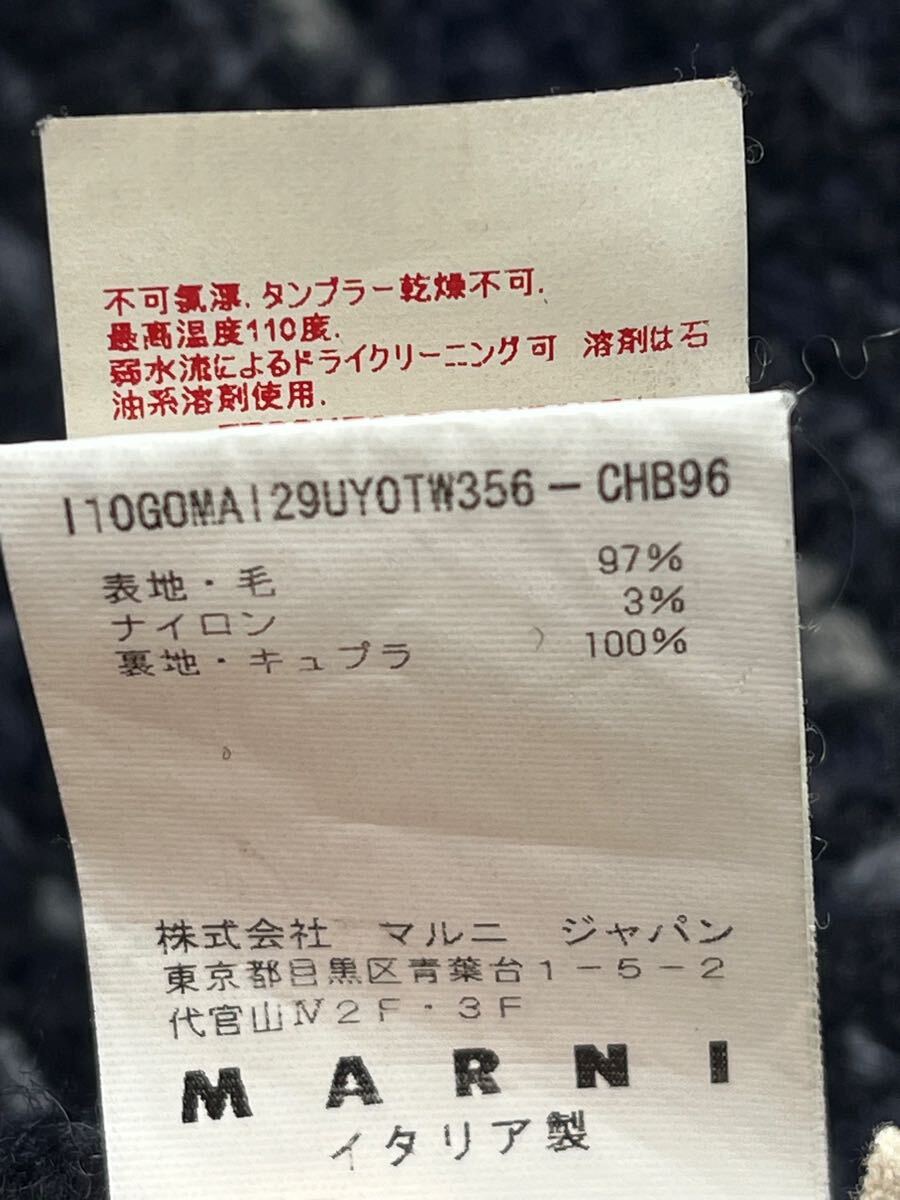 不可氯漂.タンブラー乾燥不可.
最高温度110度.
弱水流によるドライクリーニング可 溶剤は石
油系溶剤使用.
I10GOMAI29UYOTW356-CHB96
表地・毛 97%
ナイロン 3%
裏地・キュプラ 100%
株式会社 マルニ ジャパン
東京都目黒区青葉台1-5-2
代官山Ⅳ2F・3F
MARNI
イタリア製